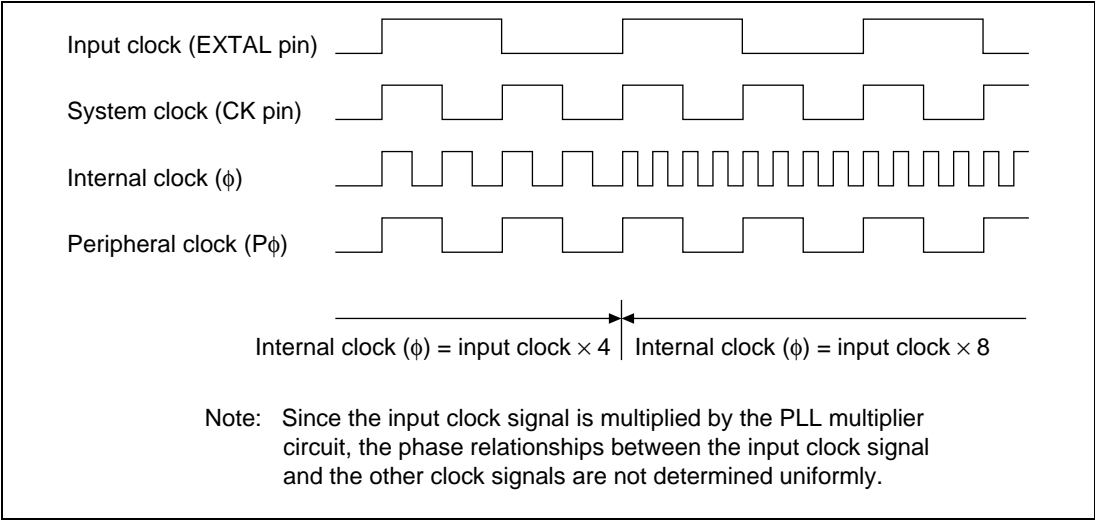 Input clock (EXTAL pin)
System clock (CK pin)
Internal clock (ϕ)
Peripheral clock (Pϕ)
Internal clock (ϕ) = input clock × 4
Internal clock (ϕ) = input clock × 8
Note: Since the input clock signal is multiplied by the PLL multiplier
circuit, the phase relationships between the input clock signal
and the other clock signals are not determined uniformly.